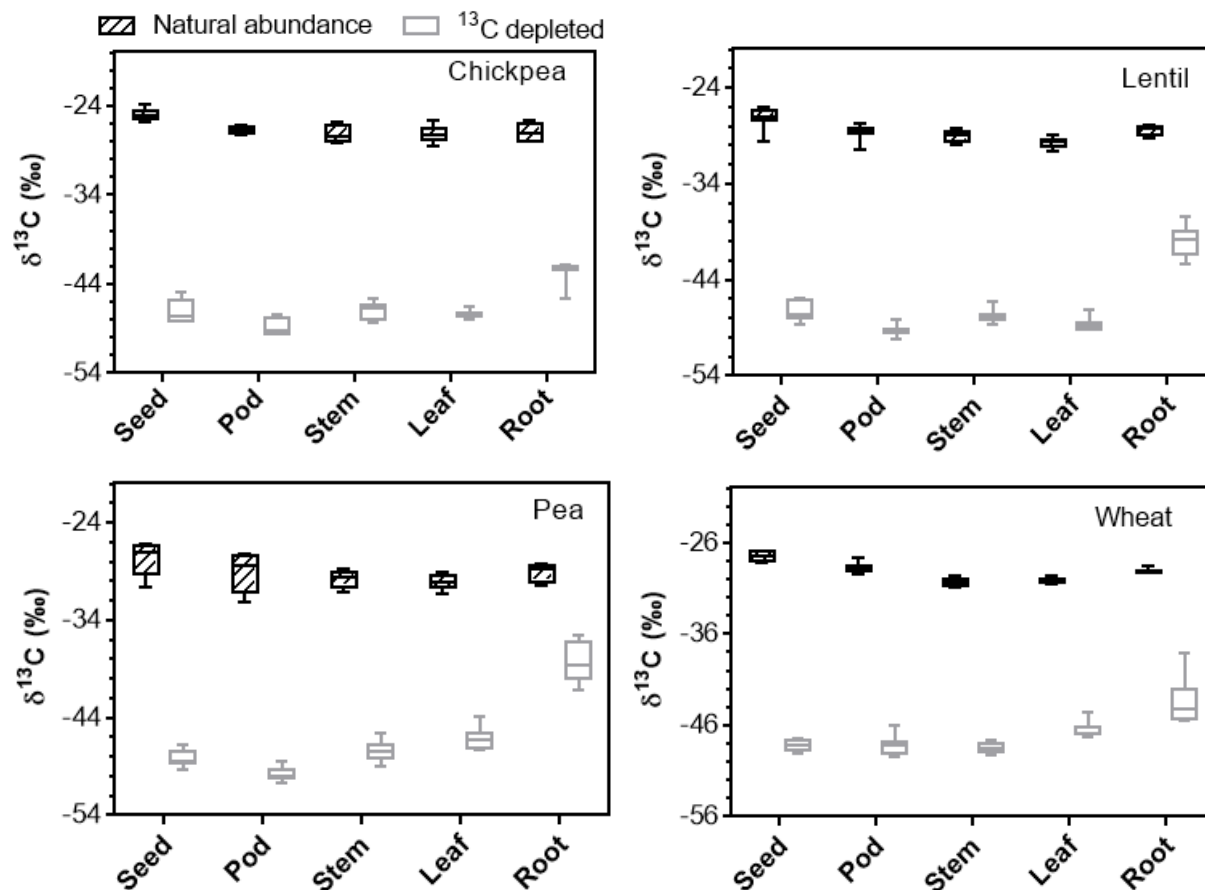 Natural abundance ¹³C depleted
Chickpea
δ¹³C (‰)
-24
-34
-44
-54
Seed Pod Stem Leaf Root
Lentil
δ¹³C (‰)
-24
-34
-44
-54
Seed Pod Stem Leaf Root
Pea
δ¹³C (‰)
-24
-34
-44
-54
Seed Pod Stem Leaf Root
Wheat
δ¹³C (‰)
-26
-36
-46
-56
Seed Pod Stem Leaf Root